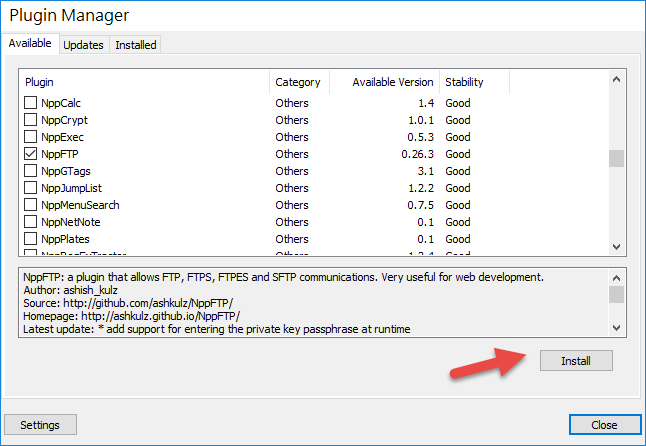 Plugin Manager
Available Updates Installed
Plugin Category Available Version Stability
NppCalc Others 1.4 Good
NppCrypt Others 1.0.1 Good
NppExec Others 0.5.3 Good
NppFTP Others 0.26.3 Good
NppGTags Others 3.1 Good
NppJumpList Others 1.2.2 Good
NppMenuSearch Others 0.7.5 Good
NppNetNote Others 0.1 Good
NppPlates Others 0.1 Good
NppFTP: a plugin that allows FTP, FTPS, FTPES and SFTP communications. Very useful for web development.
Author: ashish_kulz
Source: http://github.com/ashkulz/NppFTP/
Homepage: http://ashkulz.github.io/NppFTP/
Latest update: * add support for entering the private key passphrase at runtime
Install
Settings Close